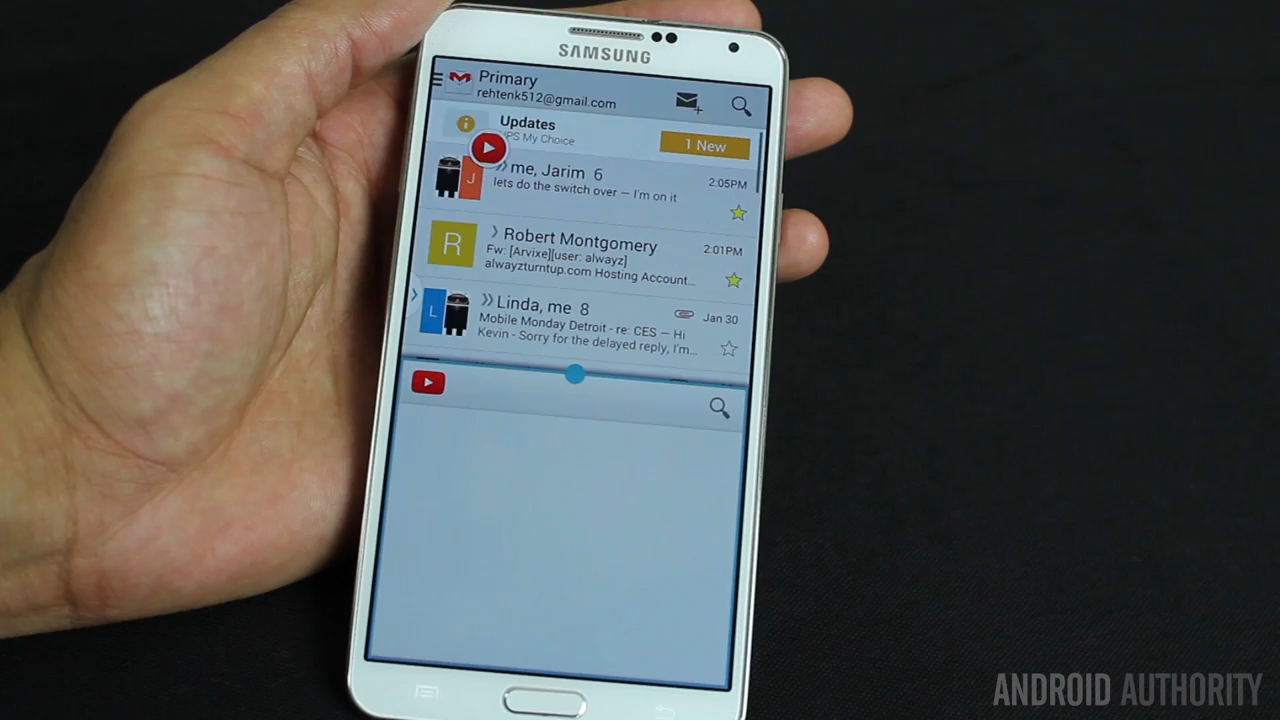 SAMSUNG
Primary
rehtenk512@gmail.com
Updates
UPS My Choice
1 New
J
me, Jarim 6
2:05PM
lets do the switch over – I'm on it
R
Robert Montgomery
2:01PM
Fw: [Arvixe][user: alwayz]
alwayzturntup.com Hosting Account...
L
Linda, me 8
Jan 30
Mobile Monday Detroit - re: CES – Hi
Kevin - Sorry for the delayed reply, I'm...
ANDROID AUTHORITY